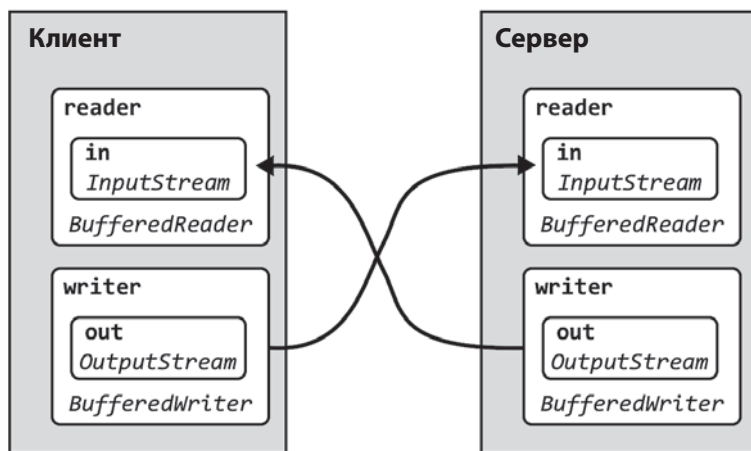 Клиент
reader
in
InputStream
BufferedReader
writer
out
OutputStream
BufferedWriter
Сервер
reader
in
InputStream
BufferedReader
writer
out
OutputStream
BufferedWriter